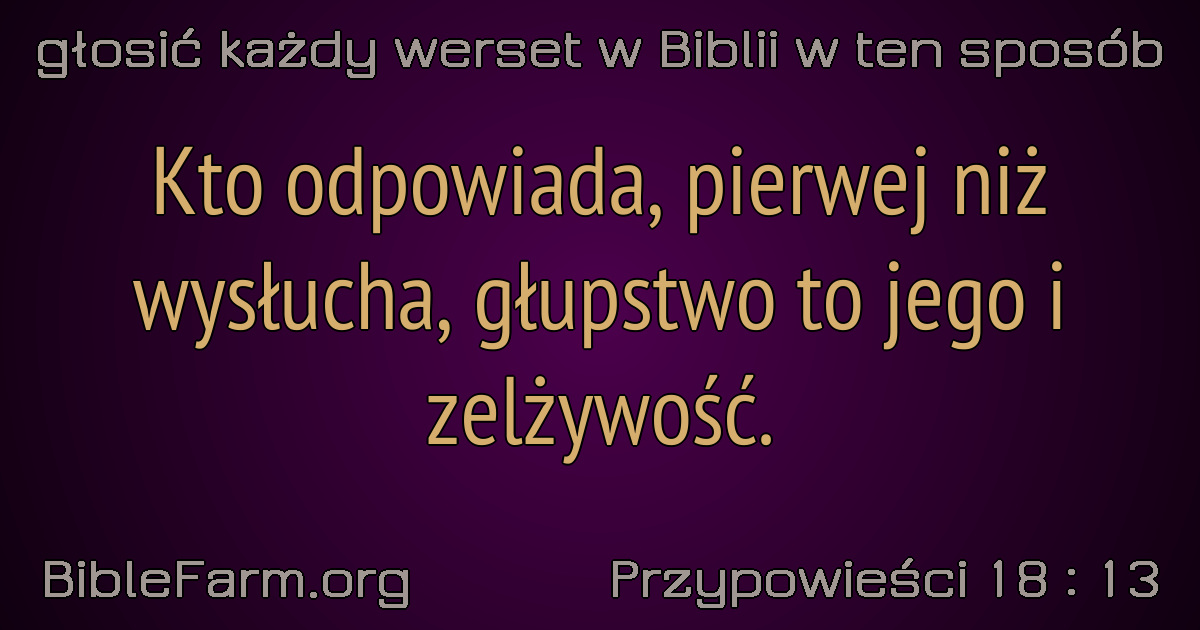 głosić każdy werset w Biblii w ten sposób
Kto odpowiada, pierwej niż
wysłucha, głupstwo to jego i
zelżywość.
BibleFarm.org
Przypowieści 18 : 13